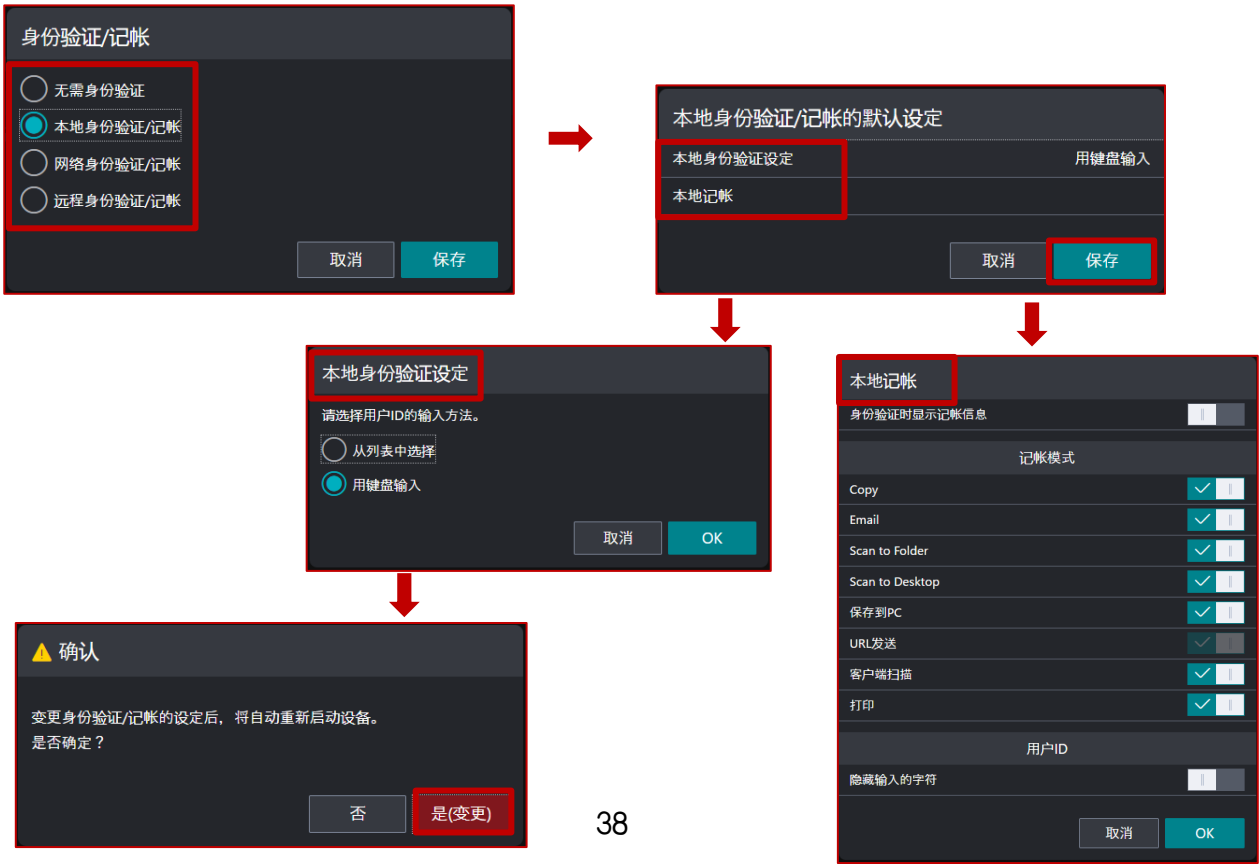 身份验证/记帐
无需身份验证
本地身份验证/记帐
网络身份验证/记帐
远程身份验证/记帐
取消
保存
本地身份验证/记帐的默认设定
本地身份验证设定
用键盘输入
本地记帐
取消
保存
本地身份验证设定
请选择用户ID的输入方法。
从列表中选择
用键盘输入
取消
OK
确认
变更身份验证/记帐的设定后，将自动重新启动设备。
是否确定？
否
是(变更)
本地记帐
身份验证时显示记帐信息
记帐模式
Copy
Email
Scan to Folder
Scan to Desktop
保存到PC
URL发送
客户端扫描
打印
用户ID
隐藏输入的字符
取消
OK
38